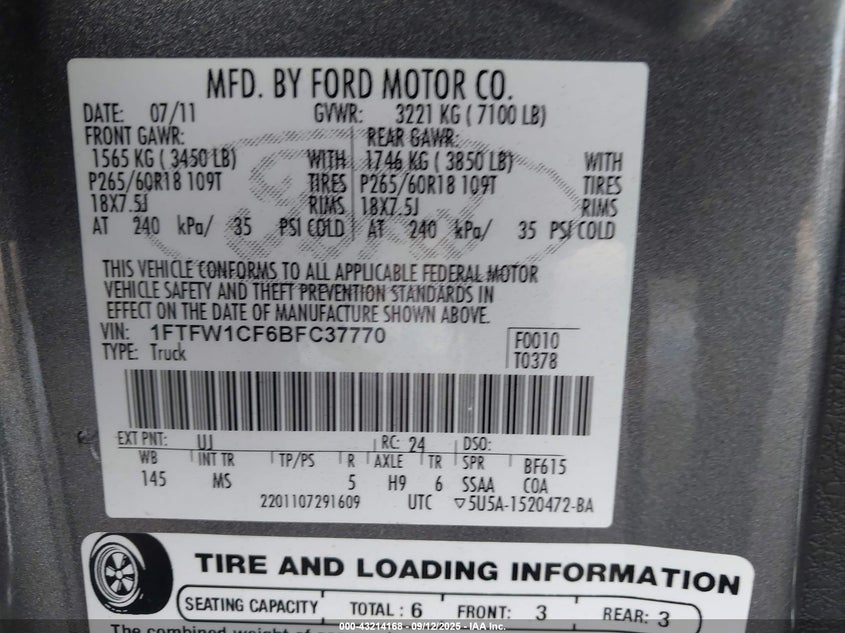 MFD. BY FORD MOTOR CO.
DATE: 07/11 GVWR: 3221 KG ( 7100 LB)
FRONT GAWR: REAR GAWR:
1565 KG ( 3450 LB) WITH 1746 KG ( 3850 LB) WITH
P265/60R18 109T TIRES P265/60R18 109T TIRES
18X7.5J RIMS 18X7.5J RIMS
AT 240 kPa/ 35 PSI COLD AT 240 kPa/ 35 PSI COLD
THIS VEHICLE CONFORMS TO ALL APPLICABLE FEDERAL MOTOR
VEHICLE SAFETY AND THEFT PREVENTION STANDARDS IN
EFFECT ON THE DATE OF MANUFACTURE SHOWN ABOVE.
VIN: 1FTFW1CF6BFC37770 F0010
TYPE: Truck T0378
EXT PNT: UJ RC: 24 DSO:
WB INT TR TP/PS R AXLE TR SPR BF615
145 MS 5 H9 6 SSAA COA
2201107291609 UTC ▽5U5A-1520472-BA
TIRE AND LOADING INFORMATION
SEATING CAPACITY TOTAL : 6 FRONT: 3 REAR: 3
The combined weight of
000-43214168 - 09/12/2025 - IAA Inc.